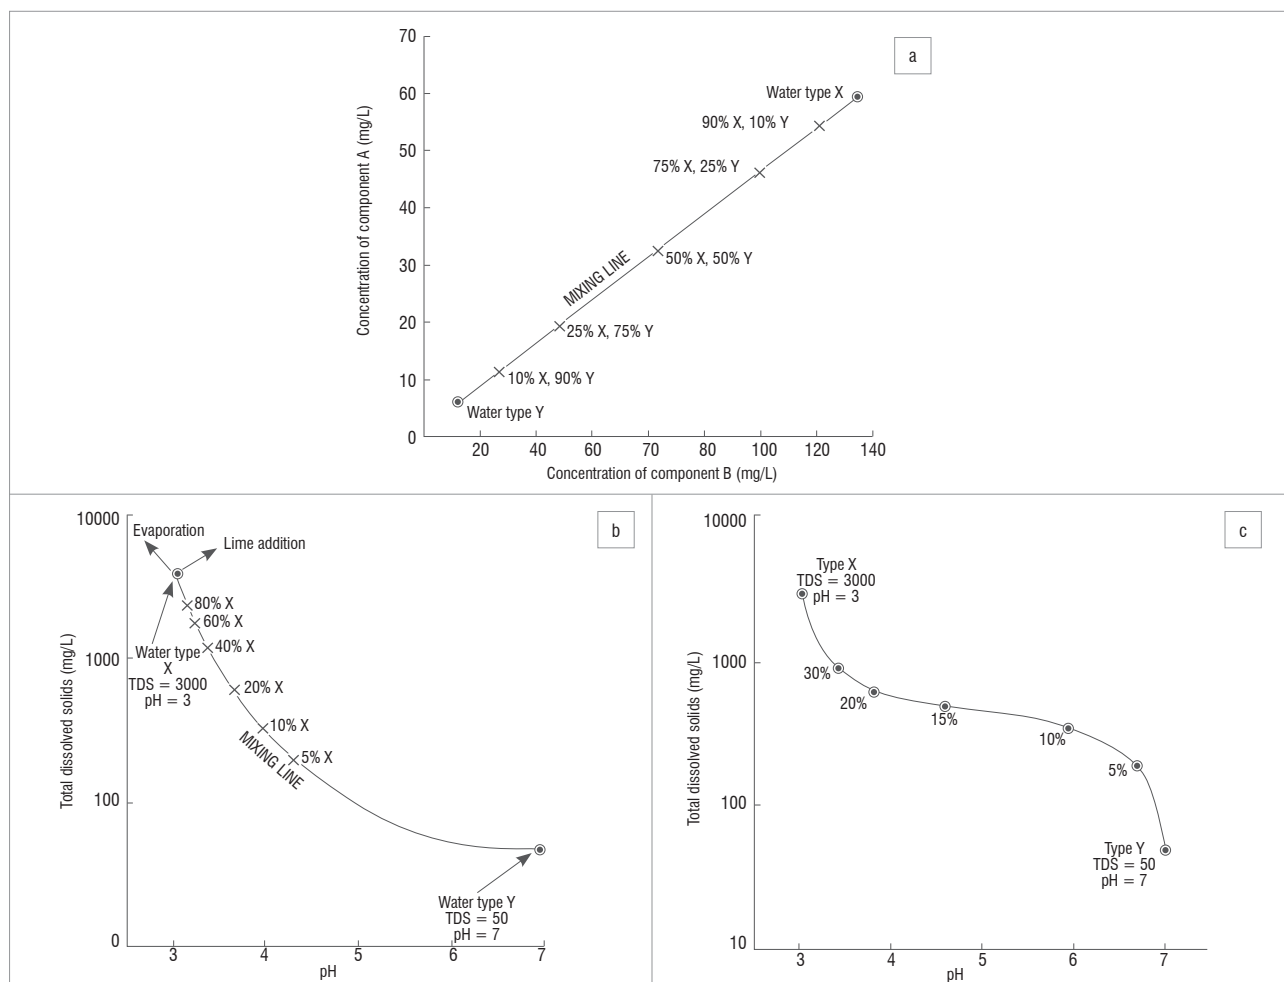 a
70
60
50
40
30
20
10
0
Concentration of component A (mg/L)
Water type X
90% X, 10% Y
75% X, 25% Y
50% X, 50% Y
MIXING LINE
25% X, 75% Y
10% X, 90% Y
Water type Y
20 40 60 70 80 100 120 140
Concentration of component B (mg/L)
b
10000
1000
100
0
Total dissolved solids (mg/L)
Evaporation
Lime addition
80% X
60% X
40% X
Water type
X
TDS = 3000
pH = 3
20% X
10% X
MIXING LINE
5% X
Water type Y
TDS = 50
pH = 7
3 4 5 6 7
pH
c
10000
1000
100
10
Total dissolved solids (mg/L)
Type X
TDS = 3000
pH = 3
30%
20%
15%
10%
5%
Type Y
TDS = 50
pH = 7
3 4 5 6 7
pH